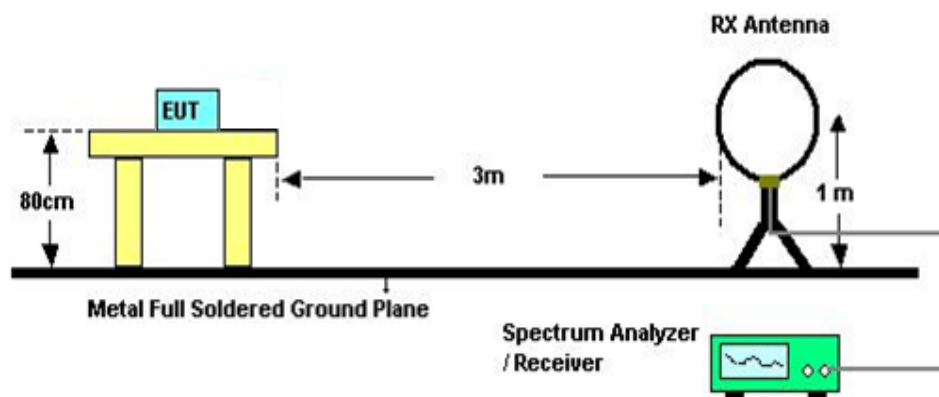 RX Antenna
EUT
3m
80cm
1 m
Metal Full Soldered Ground Plane
Spectrum Analyzer
/ Receiver